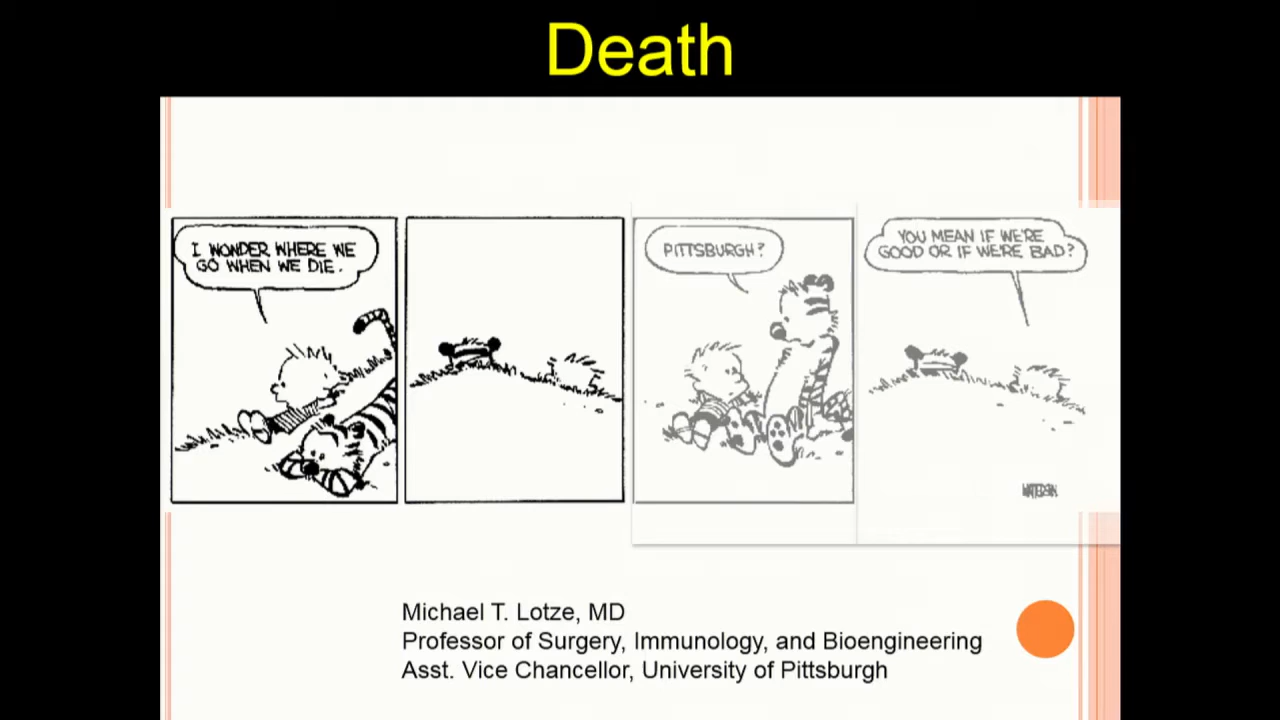 Death
I WONDER WHERE WE
GO WHEN WE DIE.
PITTSBURGH?
YOU MEAN IF WE'RE
GOOD OR IF WE'RE BAD?
WATTERSON
Michael T. Lotze, MD
Professor of Surgery, Immunology, and Bioengineering
Asst. Vice Chancellor, University of Pittsburgh